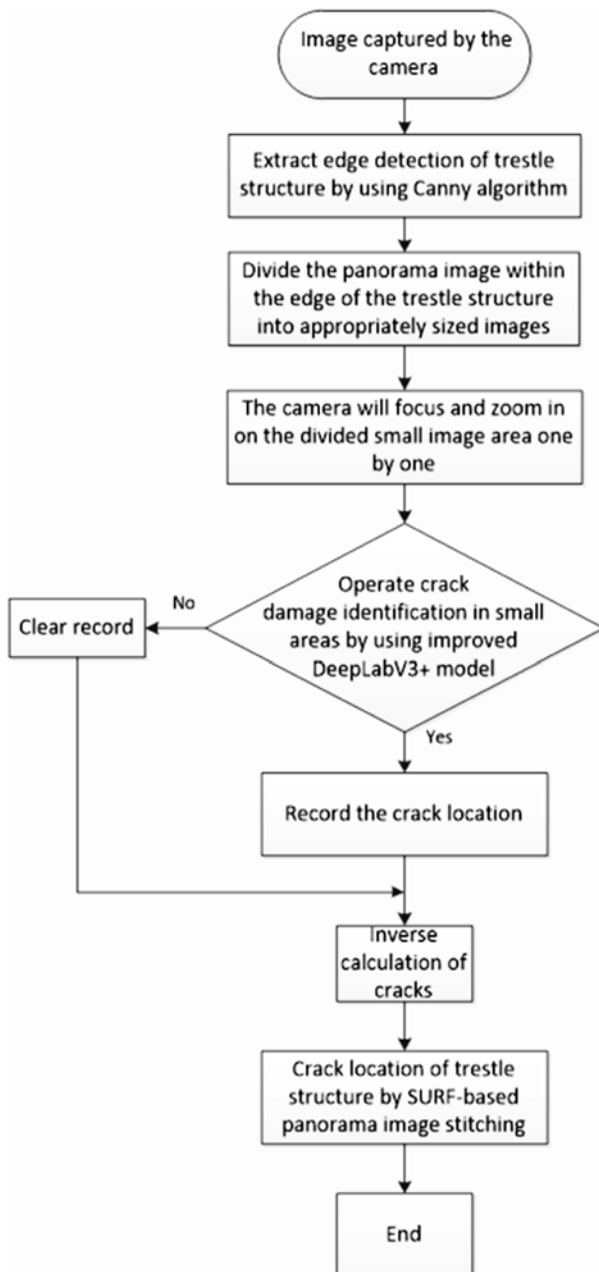 Image captured by the
camera
Extract edge detection of trestle
structure by using Canny algorithm
Divide the panorama image within
the edge of the trestle structure
into appropriately sized images
The camera will focus and zoom in
on the divided small image area one
by one
Operate crack
damage identification in small
areas by using improved
DeepLabV3+ model
No
Clear record
Yes
Record the crack location
Inverse
calculation of
cracks
Crack location of trestle
structure by SURF-based
panorama image stitching
End